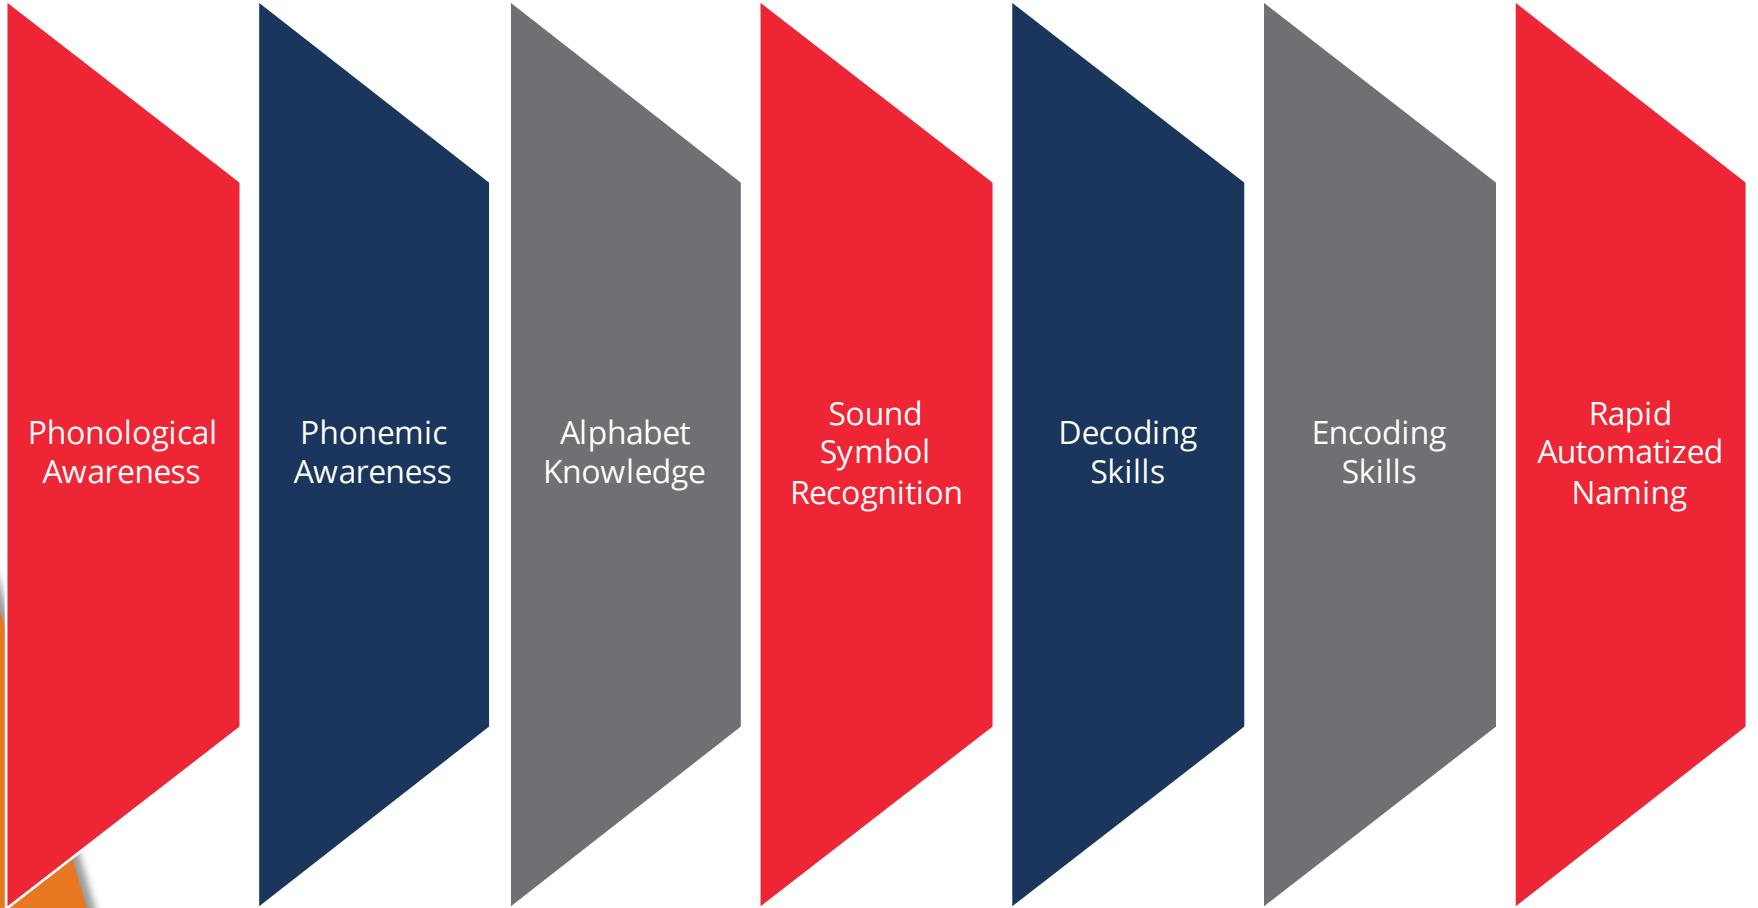 Phonological
Awareness
Phonemic
Awareness
Alphabet
Knowledge
Sound
Symbol
Recognition
Decoding
Skills
Encoding
Skills
Rapid
Automatized
Naming